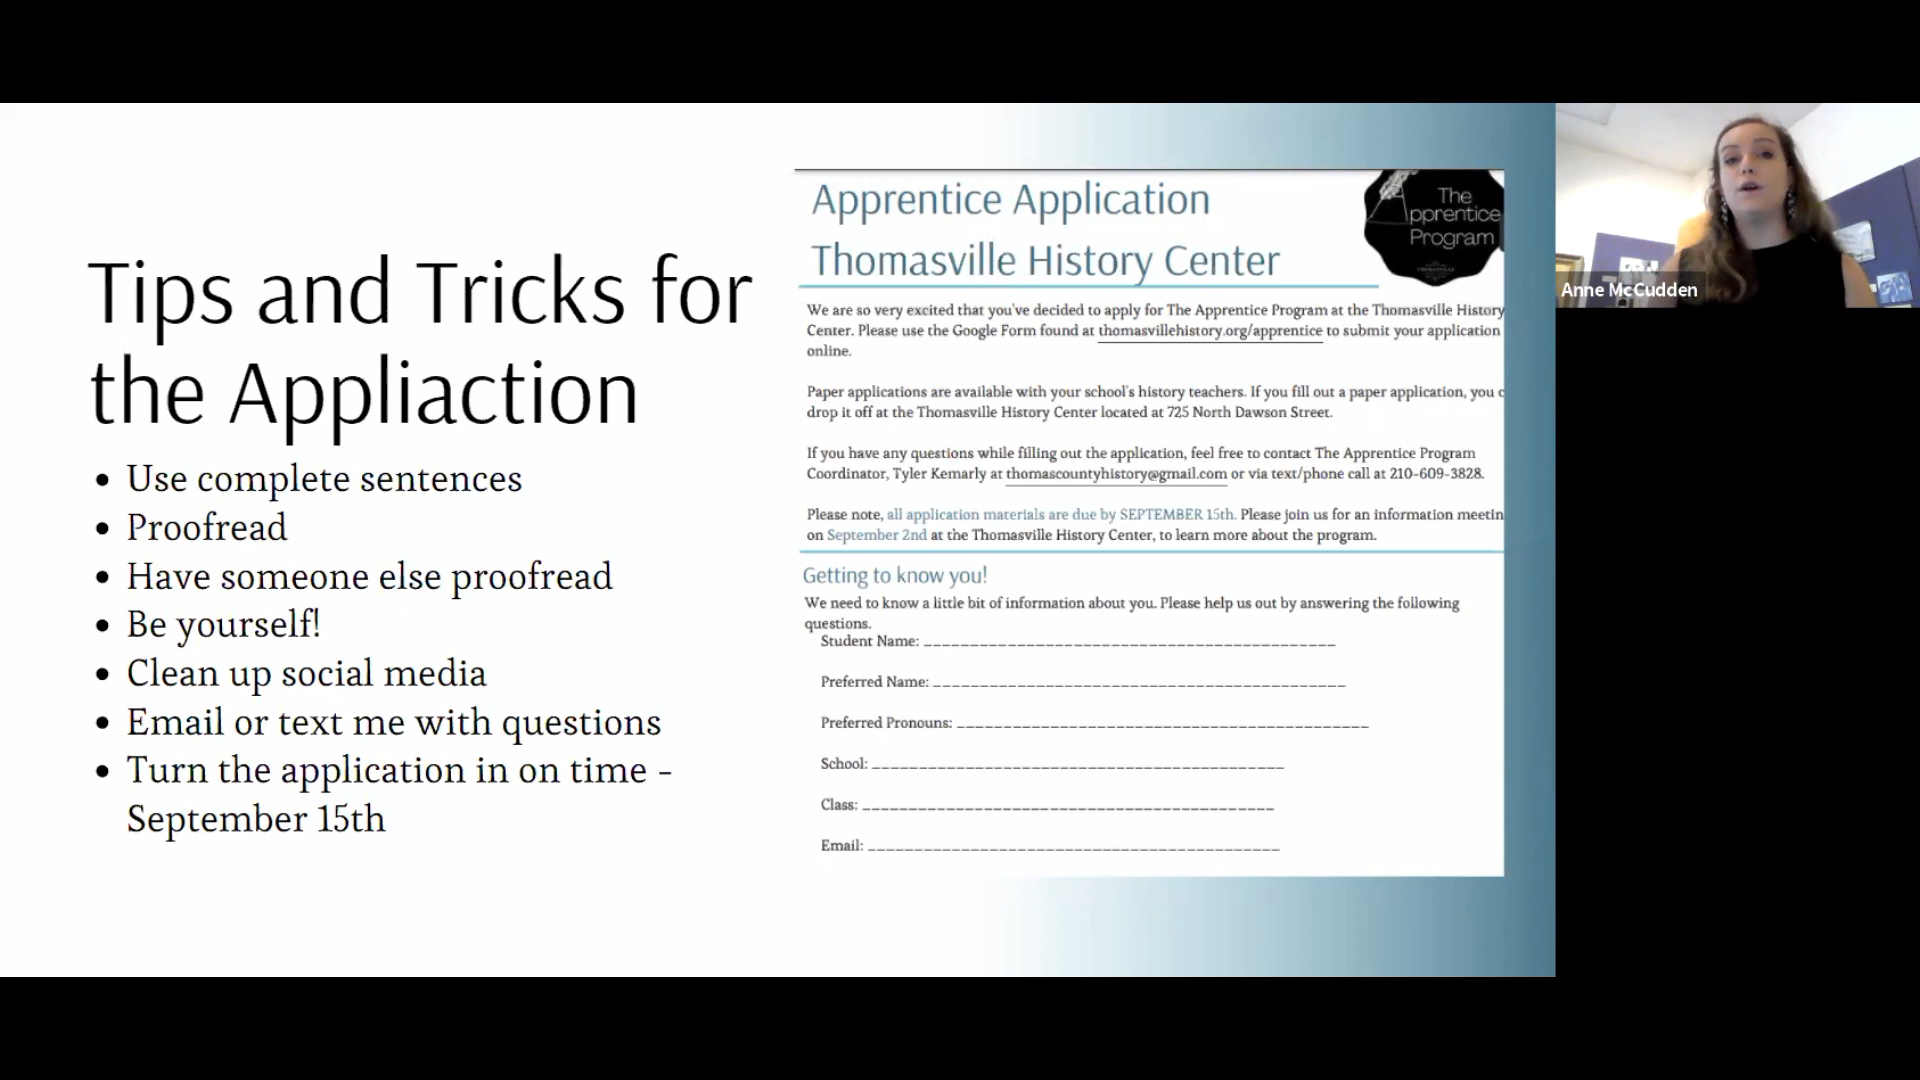 Tips and Tricks for
the Appliaction
• Use complete sentences
• Proofread
• Have someone else proofread
• Be yourself!
• Clean up social media
• Email or text me with questions
• Turn the application in on time -
September 15th
Apprentice Application
Thomasville History Center
The
Apprentice
Program
We are so very excited that you've decided to apply for The Apprentice Program at the Thomasville History
Center. Please use the Google Form found at thomasvillehistory.org/apprentice to submit your application
online.
Paper applications are available with your school's history teachers. If you fill out a paper application, you c
drop it off at the Thomasville History Center located at 725 North Dawson Street.
If you have any questions while filling out the application, feel free to contact The Apprentice Program
Coordinator, Tyler Kemarly at thomascountyhistory@gmail.com or via text/phone call at 210-609-3828.
Please note, all application materials are due by SEPTEMBER 15th. Please join us for an information meetin
on September 2nd at the Thomasville History Center, to learn more about the program.
Getting to know you!
We need to know a little bit of information about you. Please help us out by answering the following
questions.
Student Name:
Preferred Name:
Preferred Pronouns:
School:
Class:
Email:
Anne McCudden